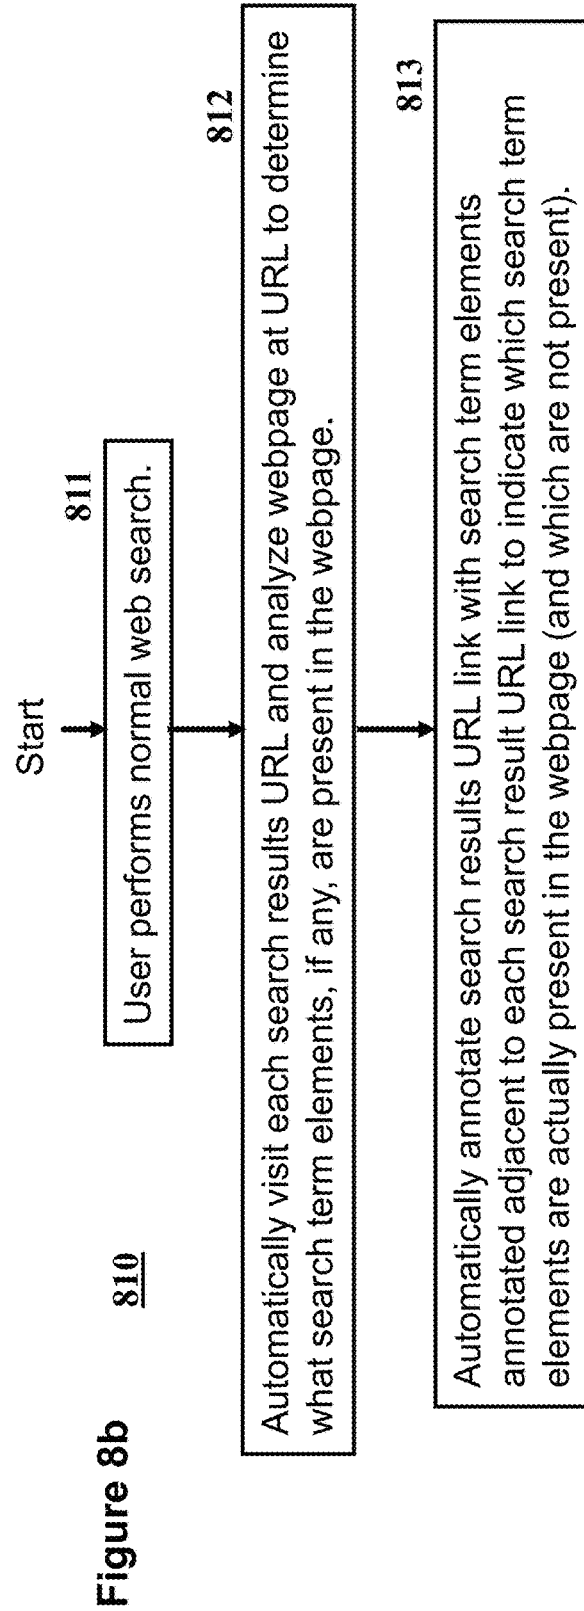 Figure 8b
810
Start
811
User performs normal web search.
812
Automatically visit each search results URL and analyze webpage at URL to determine
what search term elements, if any, are present in the webpage.
813
Automatically annotate search results URL link with search term elements
annotated adjacent to each search result URL link to indicate which search term
elements are actually present in the webpage (and which are not present).